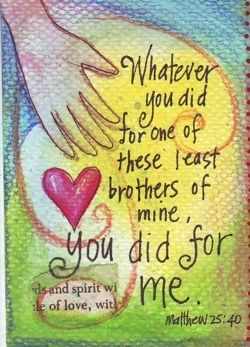 Whatever
you did
for one of
these least
brothers of
mine,
you did for
me.
Matthew 25:40
ds and spirit wi
e of love, with